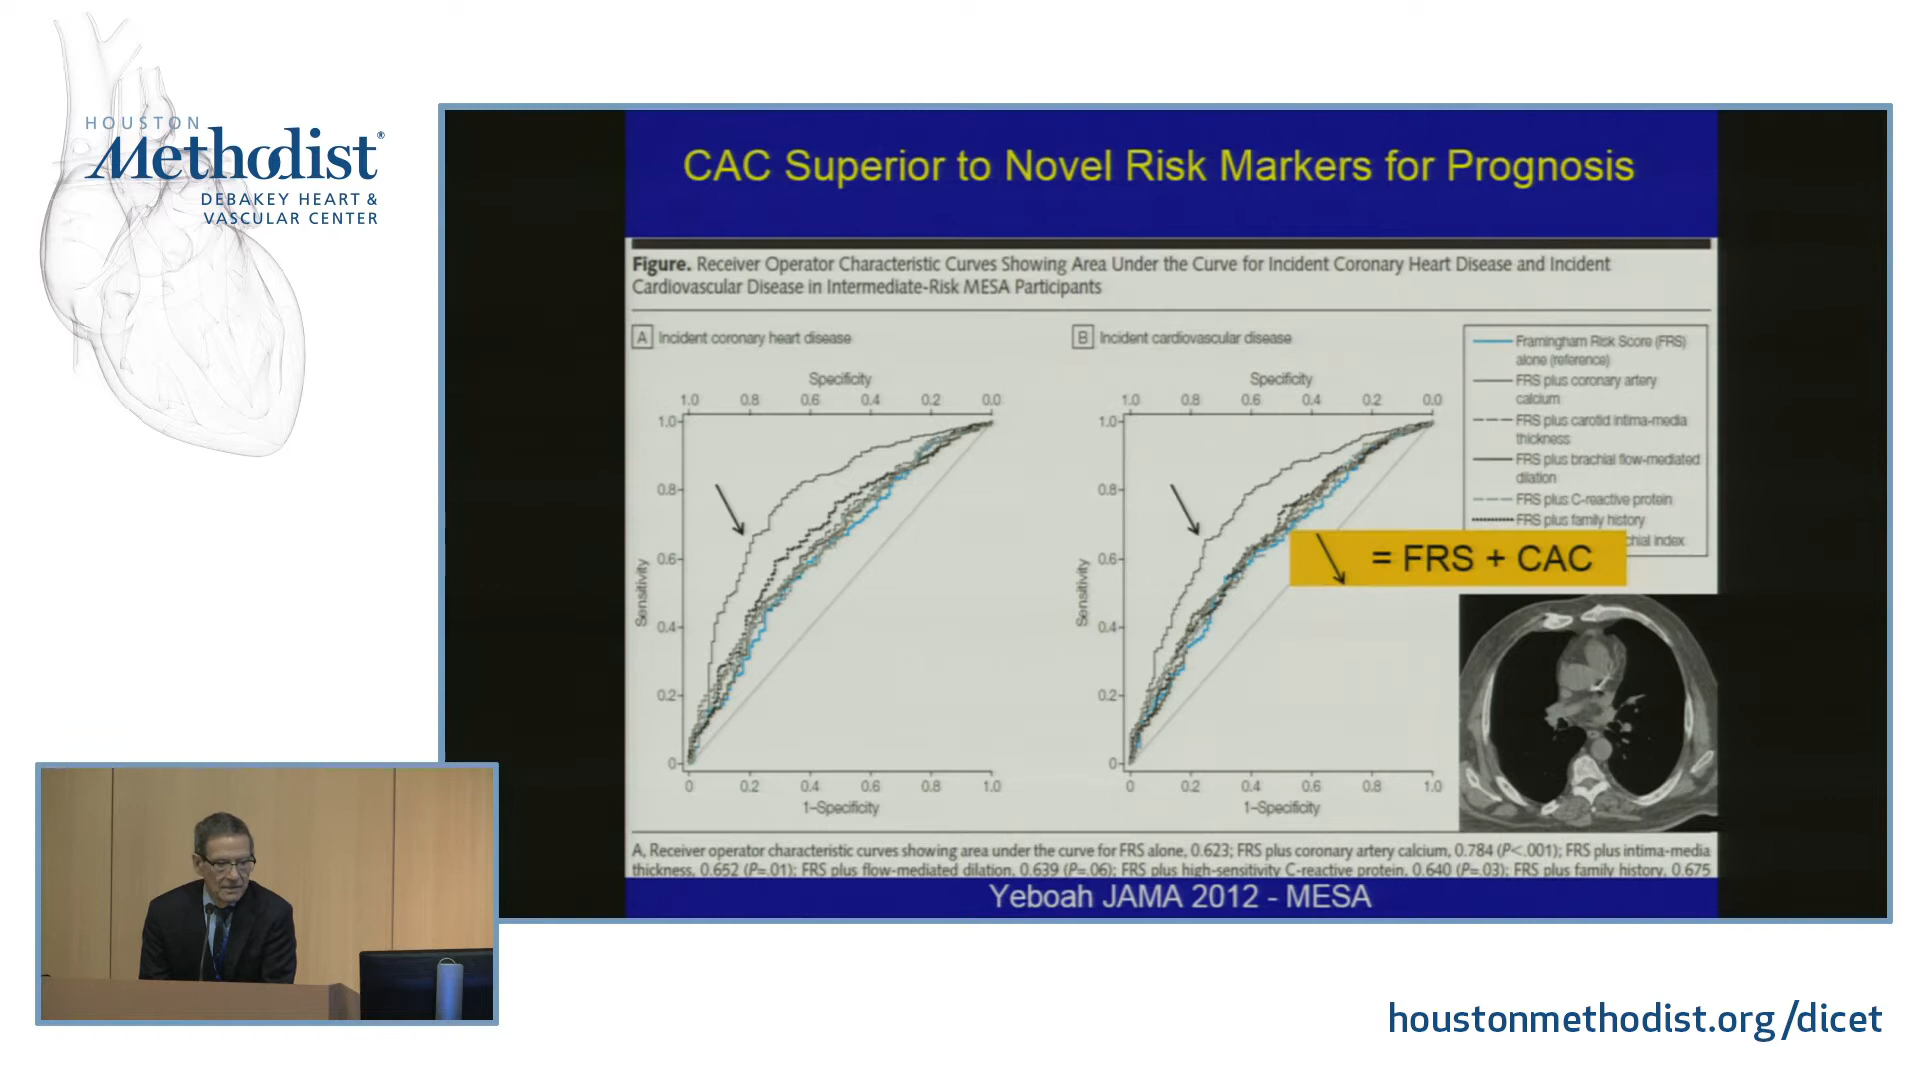 HOUSTON
Methodist®
DEBAKEY HEART &
VASCULAR CENTER
CAC Superior to Novel Risk Markers for Prognosis
Figure. Receiver Operator Characteristic Curves Showing Area Under the Curve for Incident Coronary Heart Disease and Incident
Cardiovascular Disease in Intermediate-Risk MESA Participants
A Incident coronary heart disease
Specificity
1.0 0.8 0.6 0.4 0.2 0.0
1.0
0.8
0.6
0.4
0.2
0
Sensitivity
0 0.2 0.4 0.6 0.8 1.0
1–Specificity
B Incident cardiovascular disease
Specificity
1.0 0.8 0.6 0.4 0.2 0.0
1.0
0.8
0.6
0.4
0.2
0
Sensitivity
0 0.2 0.4 0.6 0.8 1.0
1–Specificity
Framingham Risk Score (FRS)
alone (reference)
FRS plus coronary artery
calcium
FRS plus carotid intima-media
thickness
FRS plus brachial flow-mediated
dilation
FRS plus C-reactive protein
FRS plus family history
chial index
= FRS + CAC
A, Receiver operator characteristic curves showing area under the curve for FRS alone, 0.623; FRS plus coronary artery calcium, 0.784 (P<.001); FRS plus intima-media
thickness, 0.652 (P=.01); FRS plus flow-mediated dilation, 0.639 (P=.06); FRS plus high-sensitivity C-reactive protein, 0.640 (P=.03); FRS plus family history, 0.675
Yeboah JAMA 2012 - MESA
houstonmethodist.org/dicet